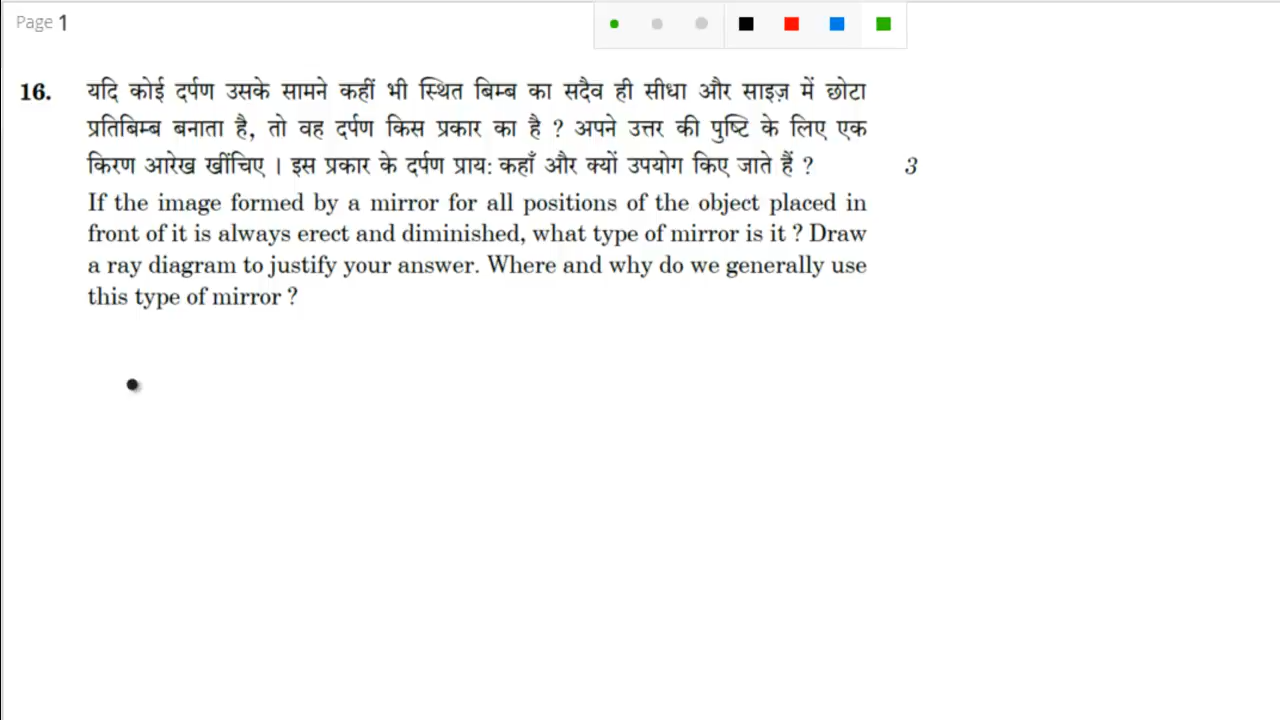 Page 1
16. यदि कोई दर्पण उसके सामने कहीं भी स्थित बिम्ब का सदैव ही सीधा और साइज़ में छोटा
प्रतिबिम्ब बनाता है, तो वह दर्पण किस प्रकार का है ? अपने उत्तर की पुष्टि के लिए एक
किरण आरेख खींचिए । इस प्रकार के दर्पण प्राय: कहाँ और क्यों उपयोग किए जाते हैं ? 3
If the image formed by a mirror for all positions of the object placed in
front of it is always erect and diminished, what type of mirror is it ? Draw
a ray diagram to justify your answer. Where and why do we generally use
this type of mirror ?